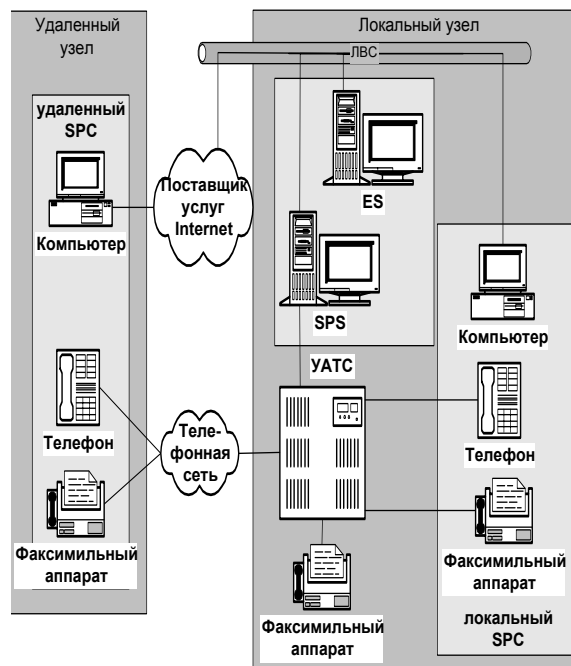 Удаленный
узел
удаленный
SPC
Компьютер
Телефон
Факсимильный
аппарат
Поставщик
услуг
Internet
Теле-
фонная
сеть
Локальный узел
ЛВС
ES
SPS
УАТС
Факсимильный
аппарат
Компьютер
Телефон
Факсимильный
аппарат
локальный
SPC